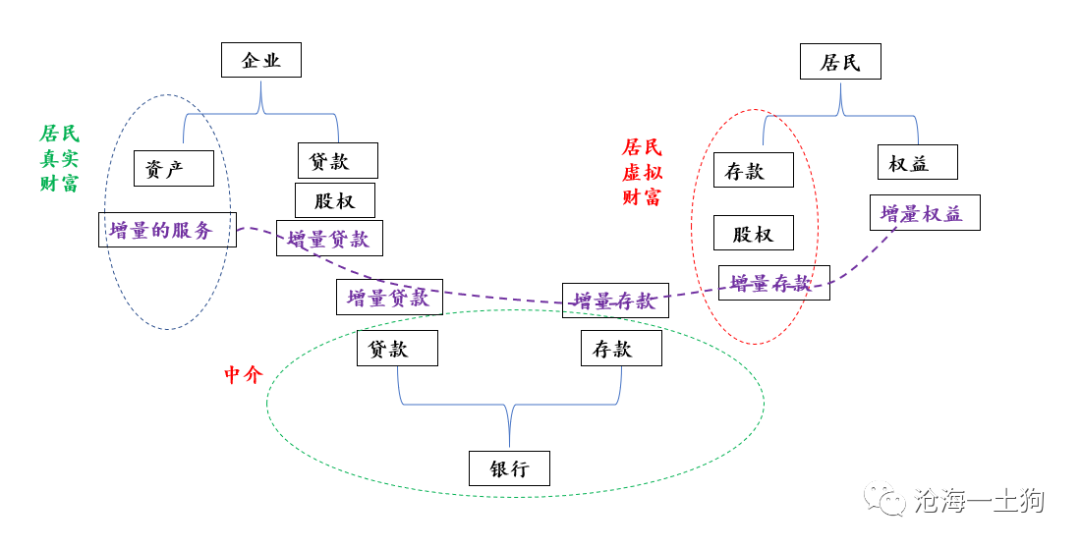 企业
居民
居民
真实
财富
资产
贷款
股权
增量的服务
增量贷款
居民
虚拟
财富
存款
权益
股权
增量权益
增量存款
增量贷款
增量存款
贷款
存款
中介
银行
沧海一土狗